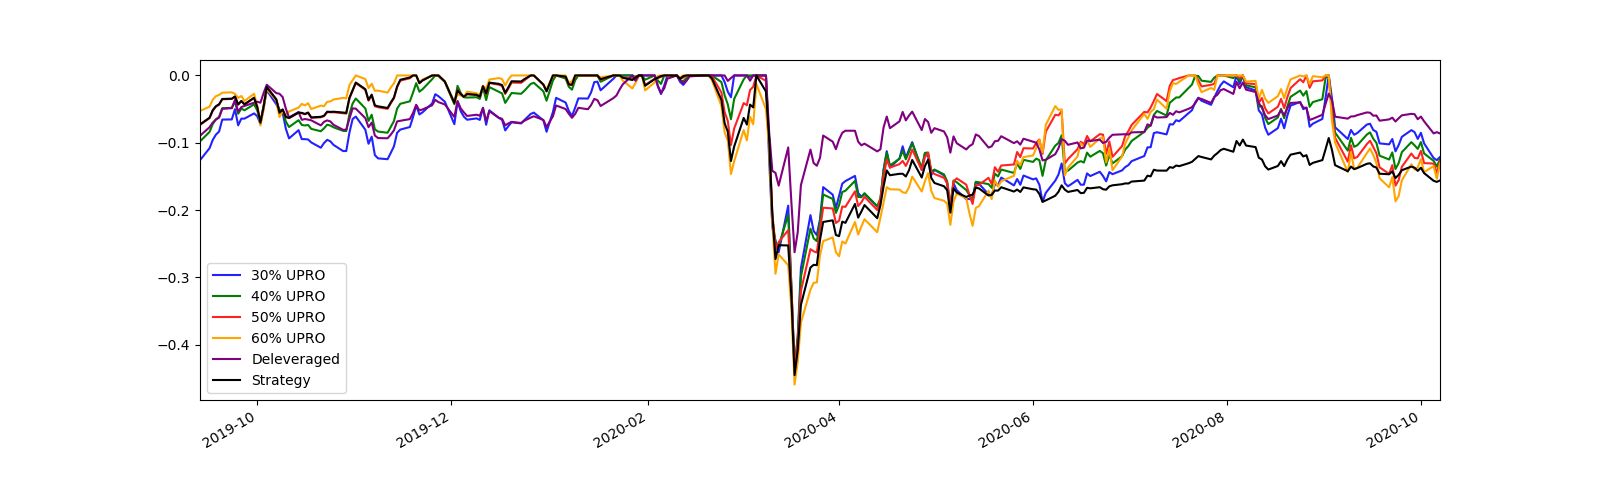 0.0
−0.1
−0.2
−0.3
−0.4
30% UPRO
40% UPRO
50% UPRO
60% UPRO
Deleveraged
Strategy
2019-10
2019-12
2020-02
2020-04
2020-06
2020-08
2020-10